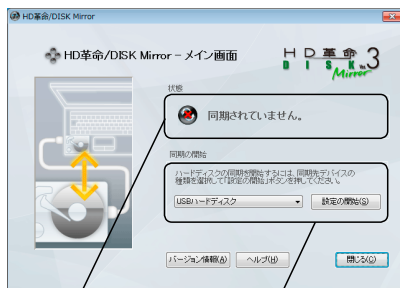 HD革命/DISK Mirror
HD革命/DISK Mirror － メイン画面
HD革命
DISK Ver.3
Mirror
状態
同期されていません。
同期の開始
ハードディスクの同期を開始するには、同期先デバイスの
種類を選択して「設定の開始」ボタンを押してください。
USBハードディスク
設定の開始(S)
バージョン情報(A)
ヘルプ(H)
閉じる(C)